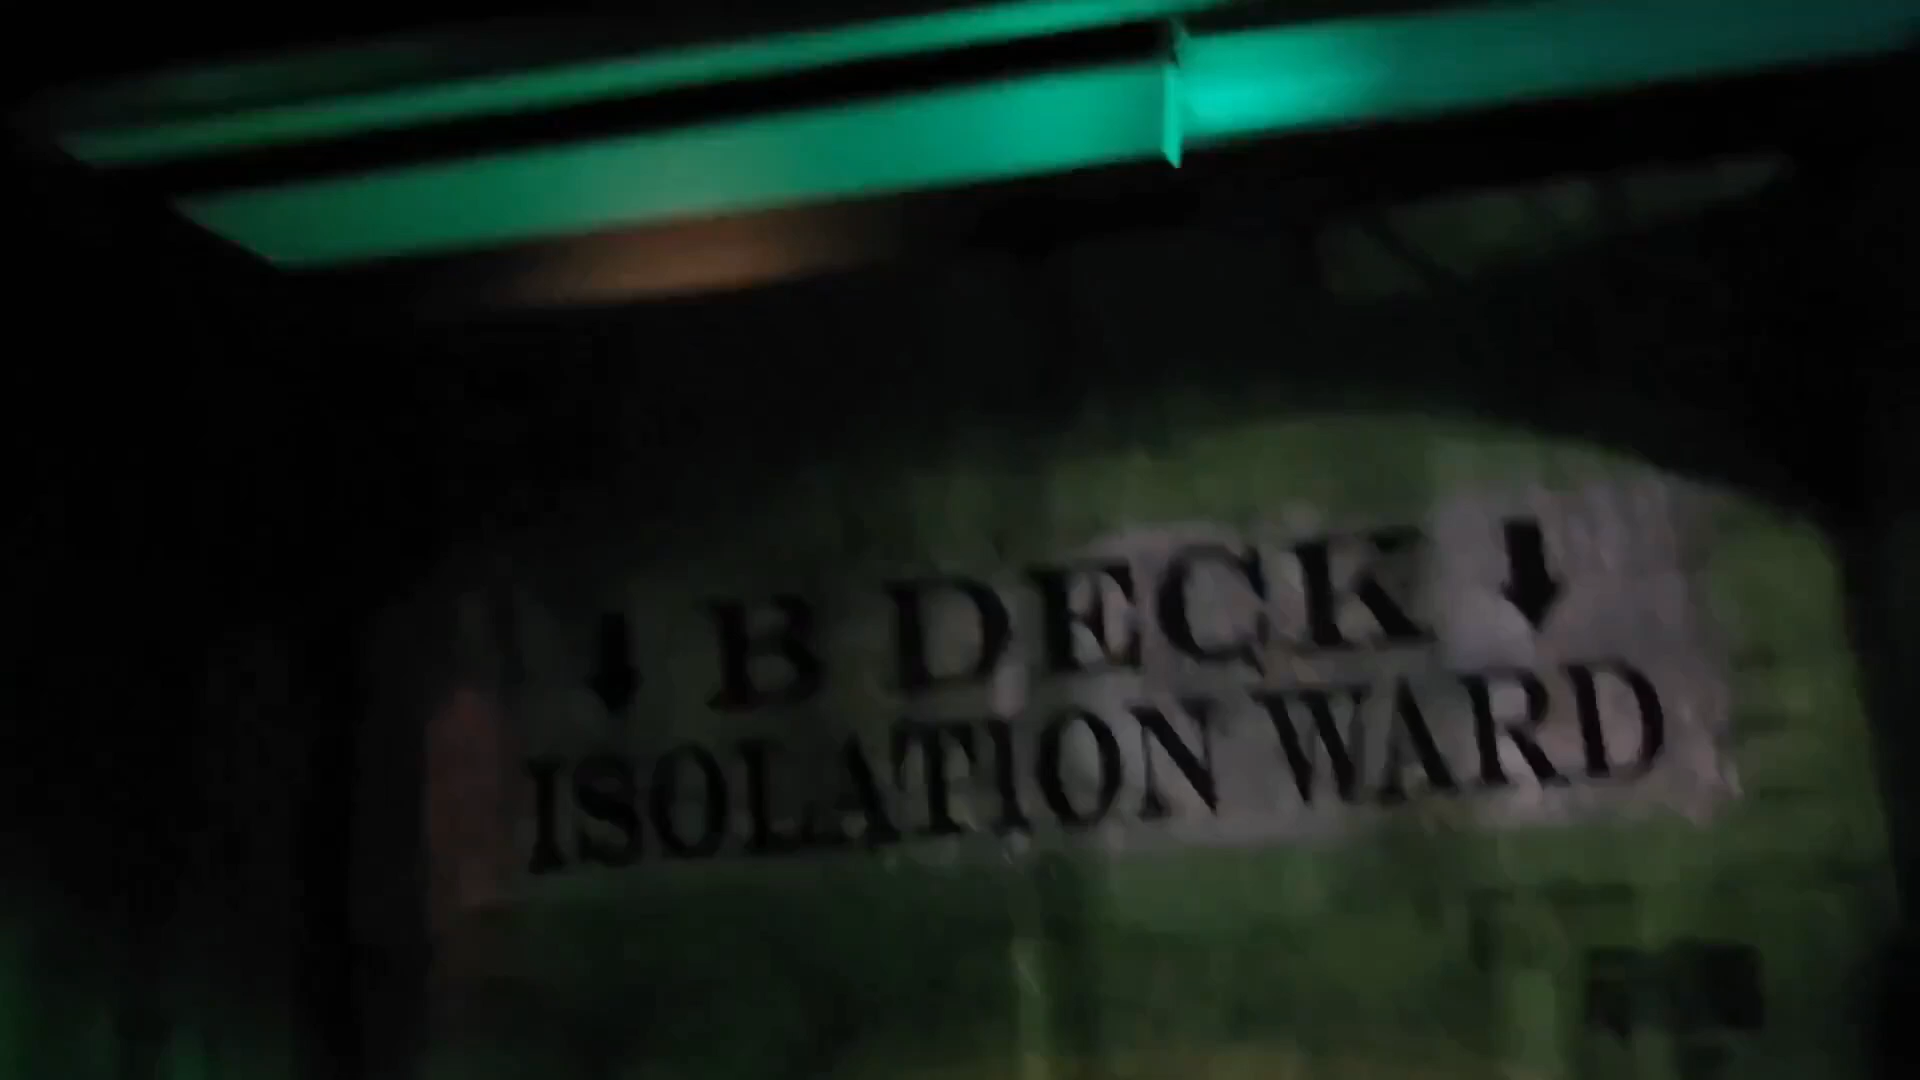 ↓ B DECK ↓
ISOLATION WARD